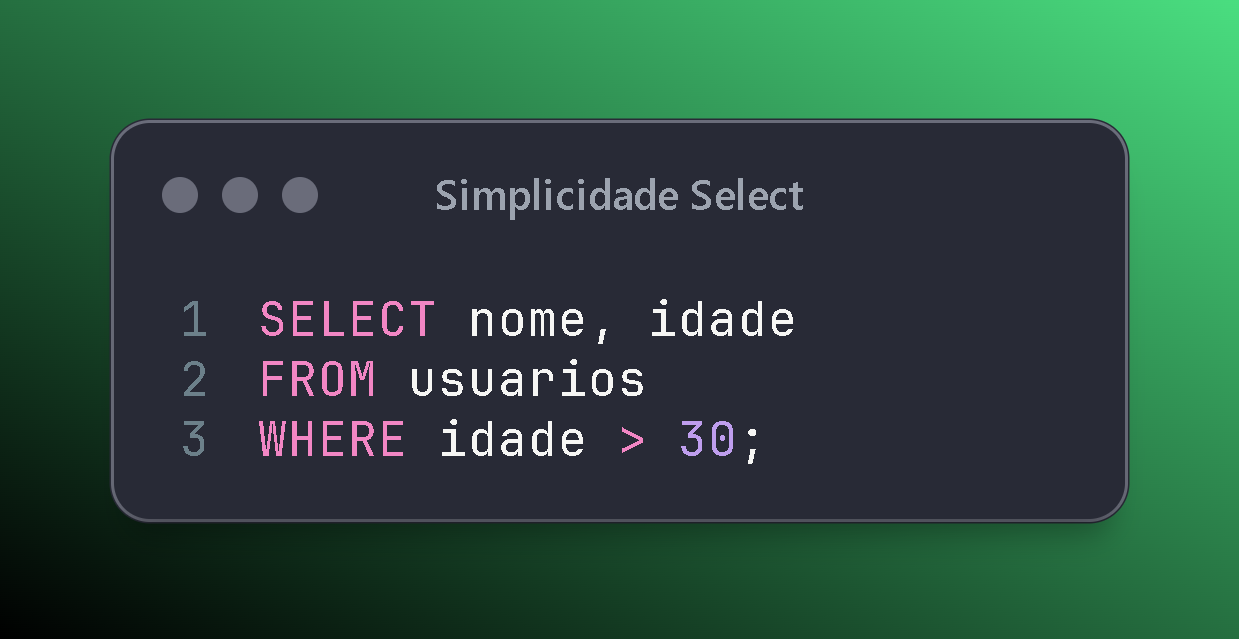 Simplicidade Select
1 SELECT nome, idade
2 FROM usuarios
3 WHERE idade > 30;